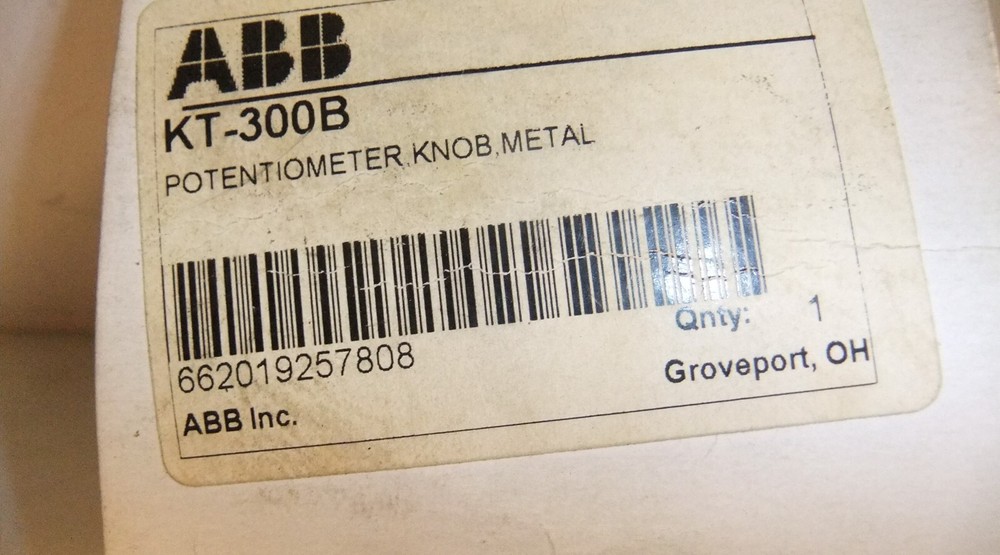 ABB
KT-300B
POTENTIOMETER,KNOB,METAL
662019257808
Qnty: 1
ABB Inc.
Groveport, OH